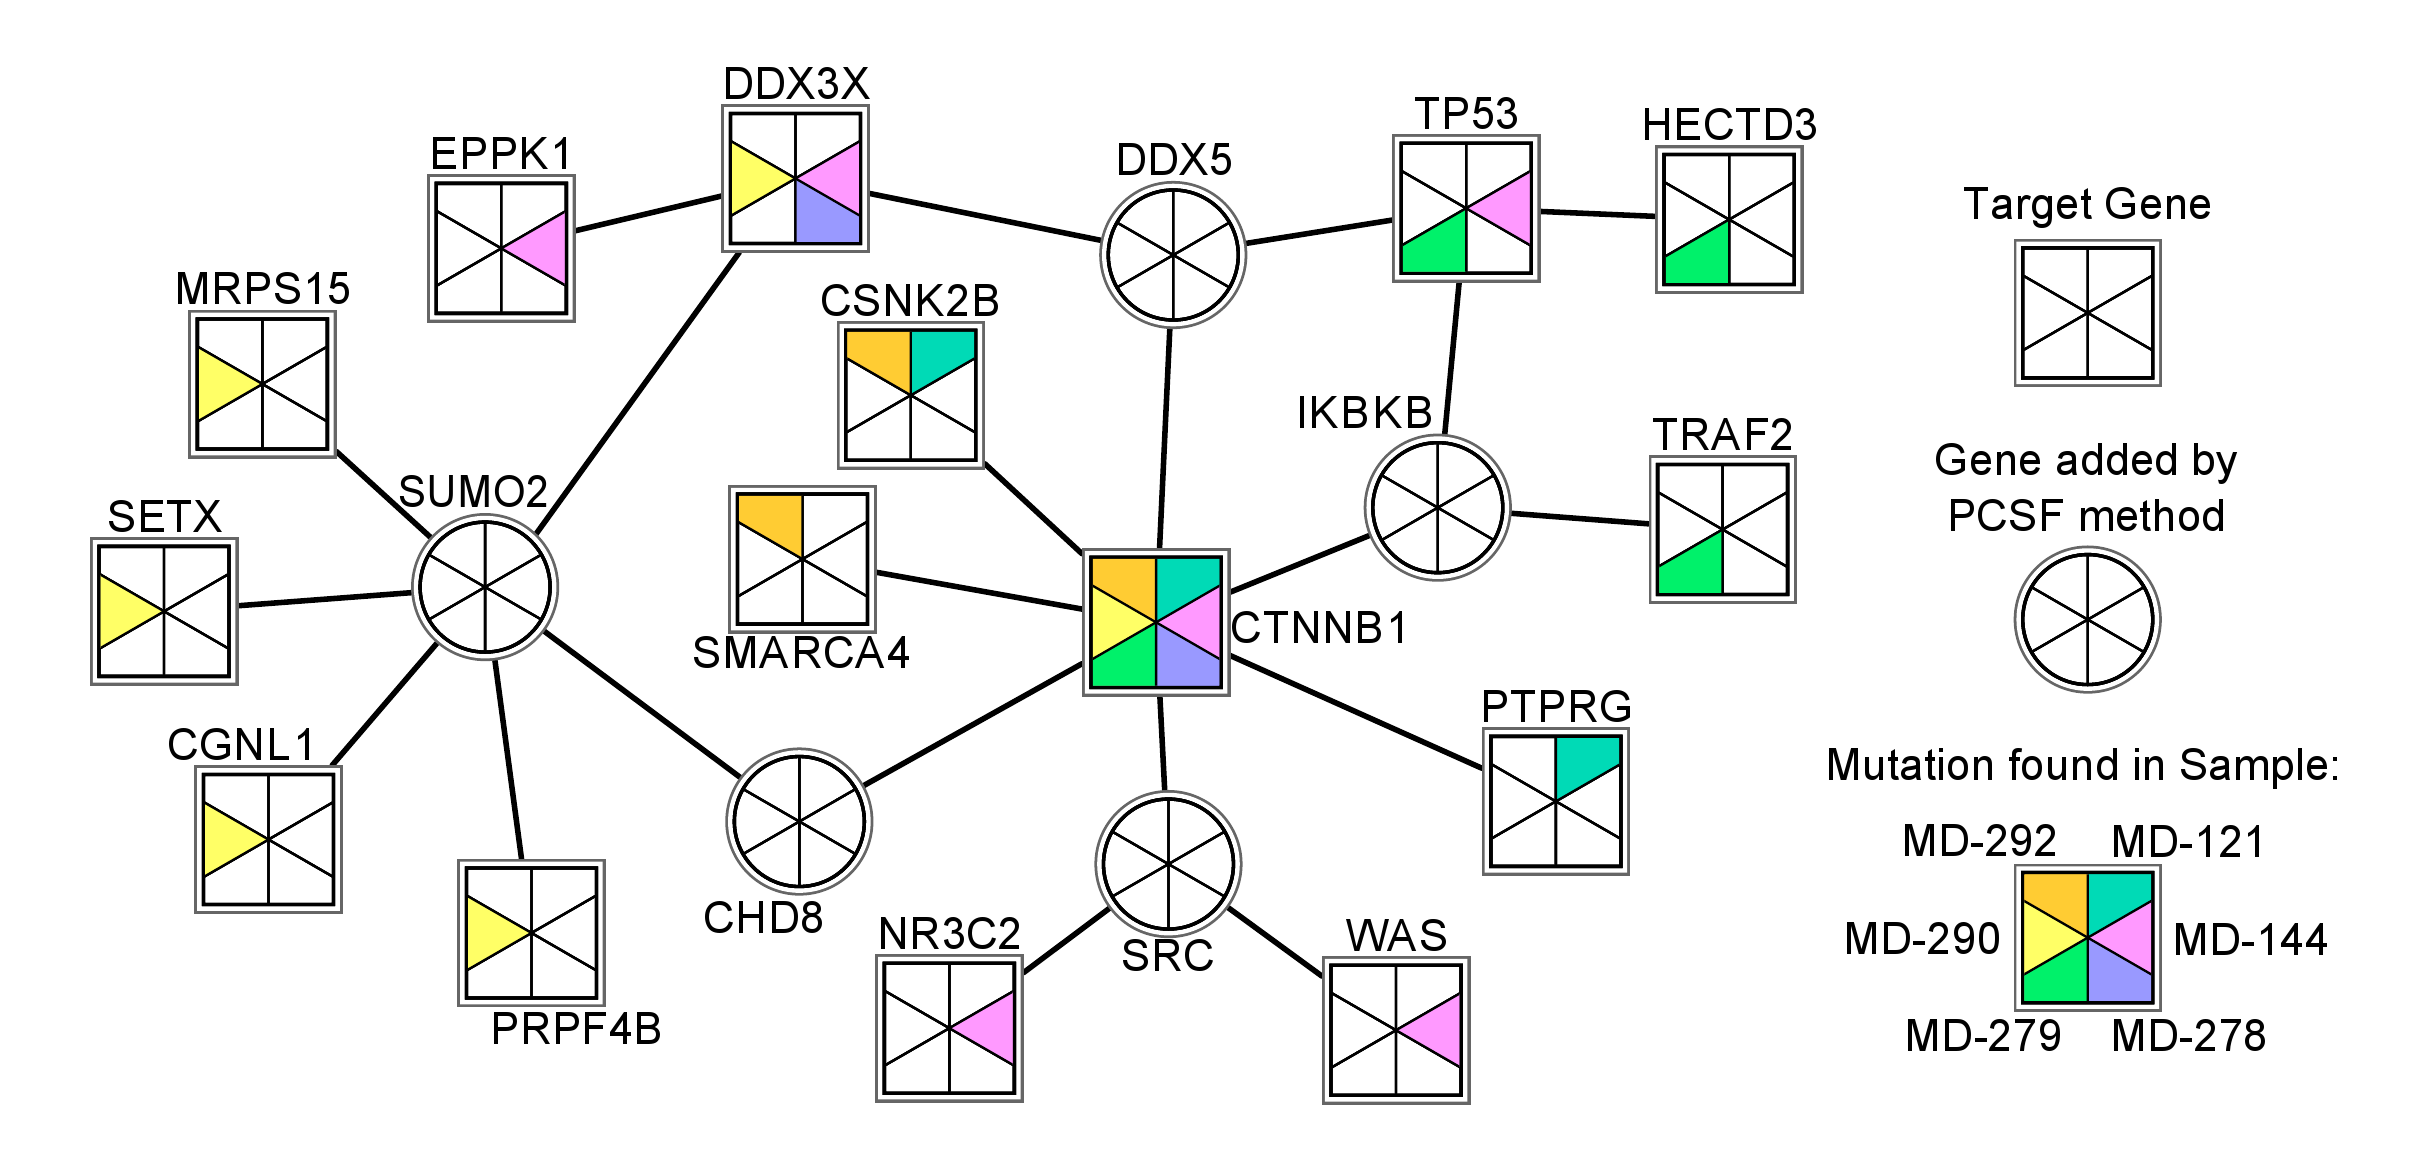 DDX3X
TP53
HECTD3
EPPK1
DDX5
Target Gene
MRPS15
CSNK2B
IKBKB
TRAF2
Gene added by
PCSF method
SUMO2
SETX
CTNNB1
SMARCA4
PTPRG
CGNL1
Mutation found in Sample:
MD-292 MD-121
CHD8
NR3C2
WAS
MD-290 MD-144
SRC
PRPF4B
MD-279 MD-278